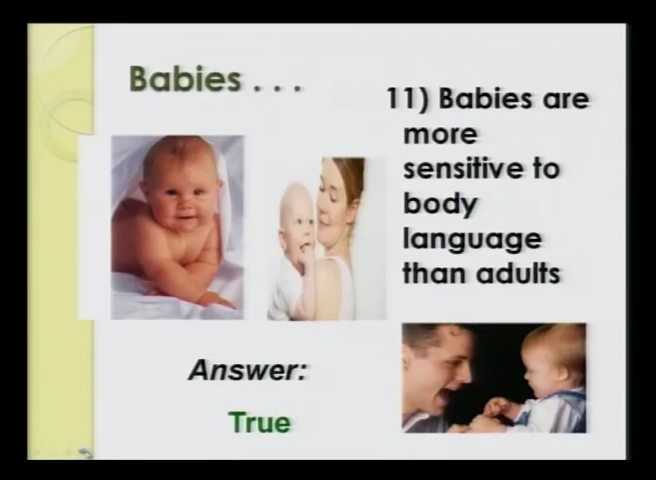 Babies . . .
11) Babies are
more
sensitive to
body
language
than adults
Answer:
True